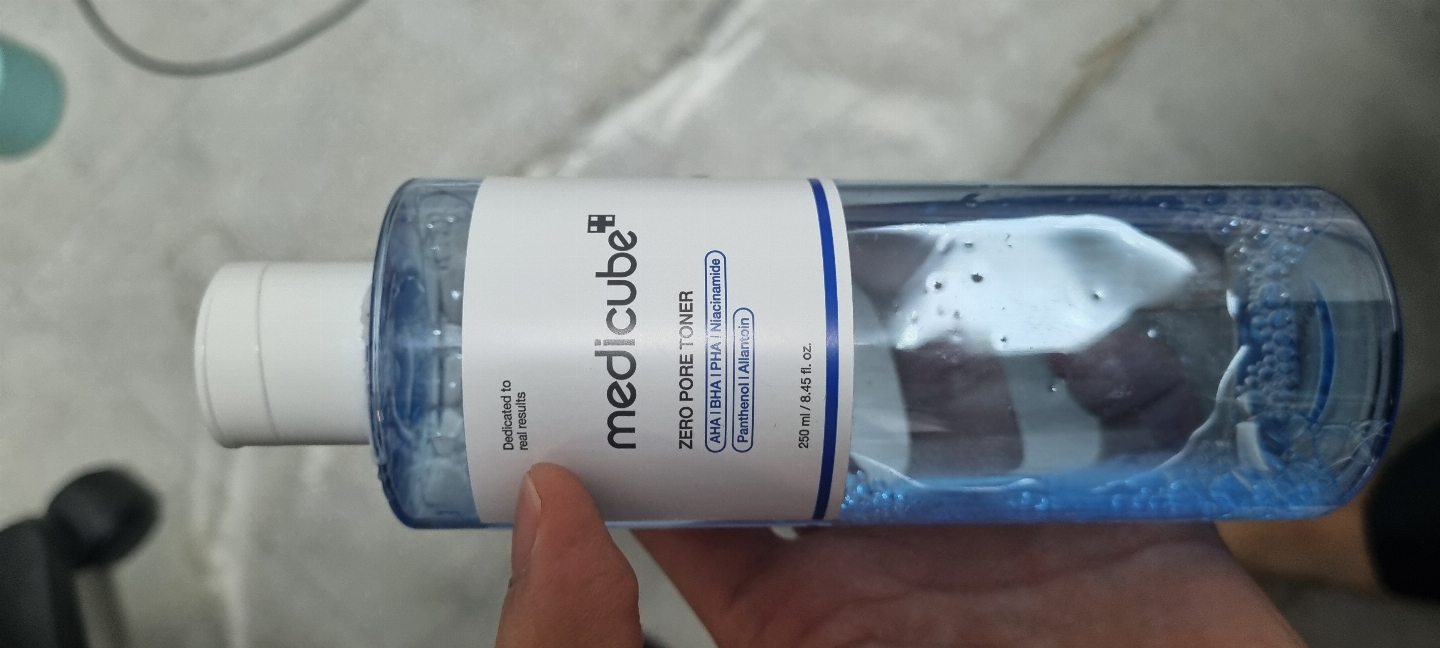 Dedicated to
real results
medicube
ZERO PORE TONER
AHA | BHA | PHA | Niacinamide
Panthenol | Allantoin
250 ml / 8.45 fl. oz.